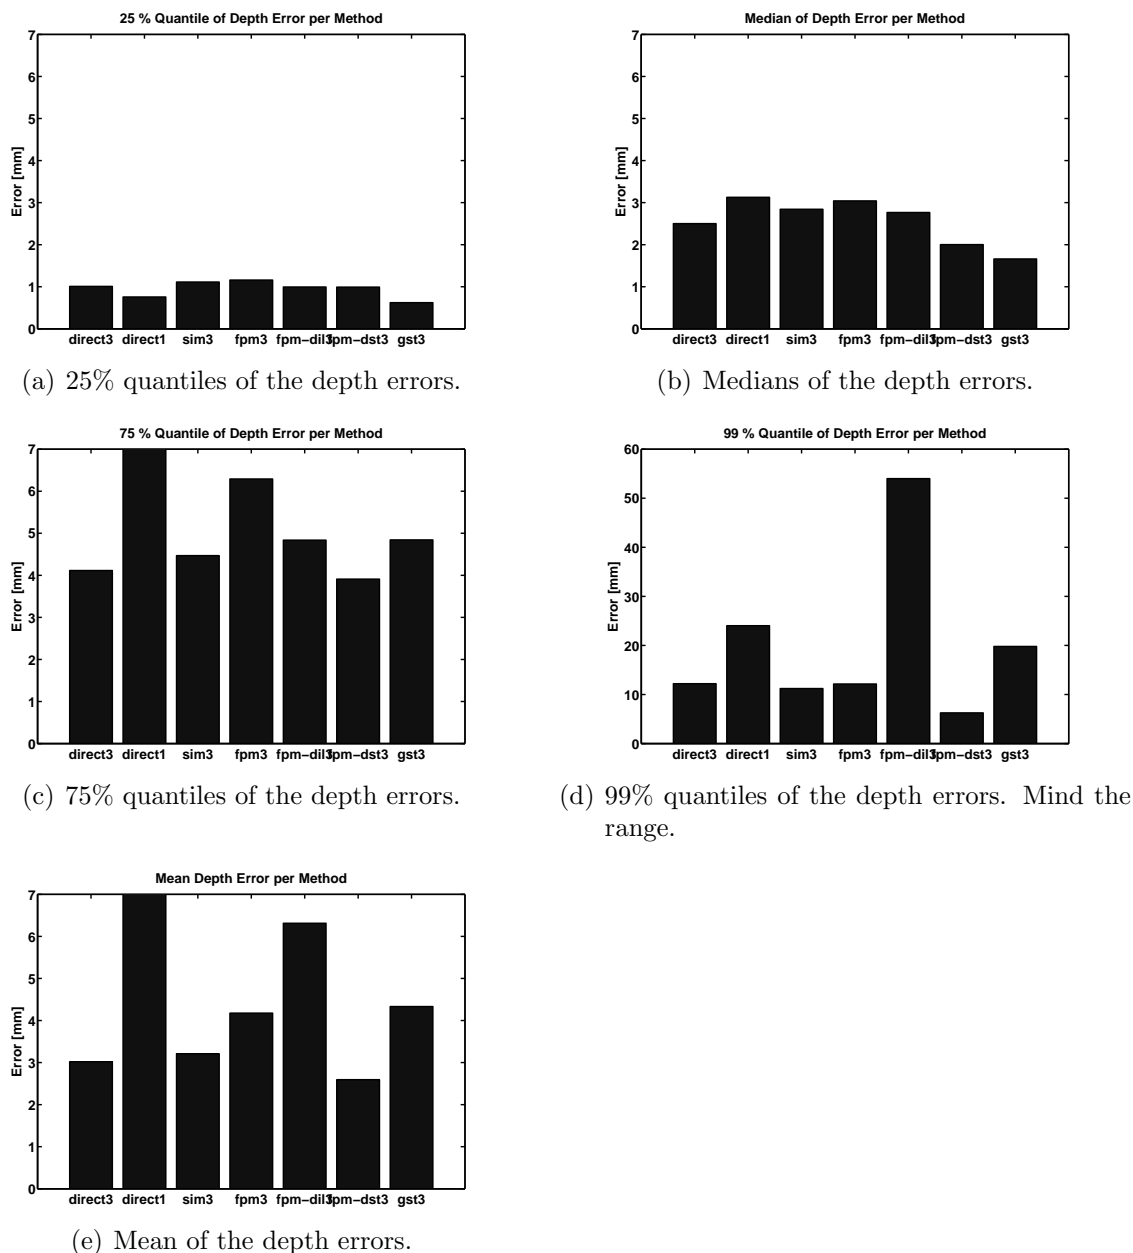 25 % Quantile of Depth Error per Method
7
6
5
4
3
2
1
0
Error [mm]
direct3 direct1 sim3 fpm3 fpm-dil3 fpm-dst3 gst3
(a) 25% quantiles of the depth errors.
Median of Depth Error per Method
7
6
5
4
3
2
1
0
Error [mm]
direct3 direct1 sim3 fpm3 fpm-dil3 fpm-dst3 gst3
(b) Medians of the depth errors.
75 % Quantile of Depth Error per Method
7
6
5
4
3
2
1
0
Error [mm]
direct3 direct1 sim3 fpm3 fpm-dil3 fpm-dst3 gst3
(c) 75% quantiles of the depth errors.
99 % Quantile of Depth Error per Method
60
50
40
30
20
10
0
Error [mm]
direct3 direct1 sim3 fpm3 fpm-dil3 fpm-dst3 gst3
(d) 99% quantiles of the depth errors. Mind the
range.
Mean Depth Error per Method
7
6
5
4
3
2
1
0
Error [mm]
direct3 direct1 sim3 fpm3 fpm-dil3 fpm-dst3 gst3
(e) Mean of the depth errors.